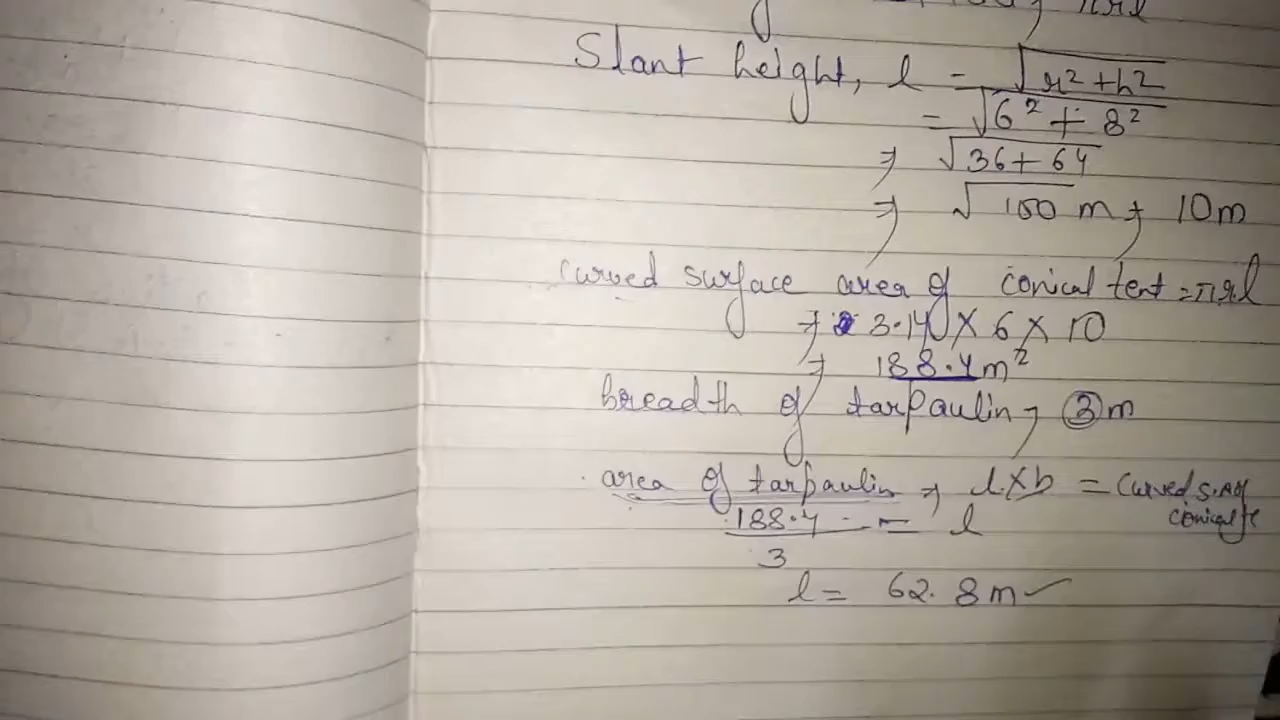 πrl
Slant height, l = √r²+h²
= √6² + 8²
⇒ √36+64
⇒ √100 m ⇒ 10m
Curved surface area of conical tent = πrl
⇒ 3.14 × 6 × 10
⇒ 188.4 m²
breadth of tarpaulin ⇒ 3m
area of tarpaulin ⇒ l×b = Curved S.A of
conical
188.4 = l
3
l = 62.8 m